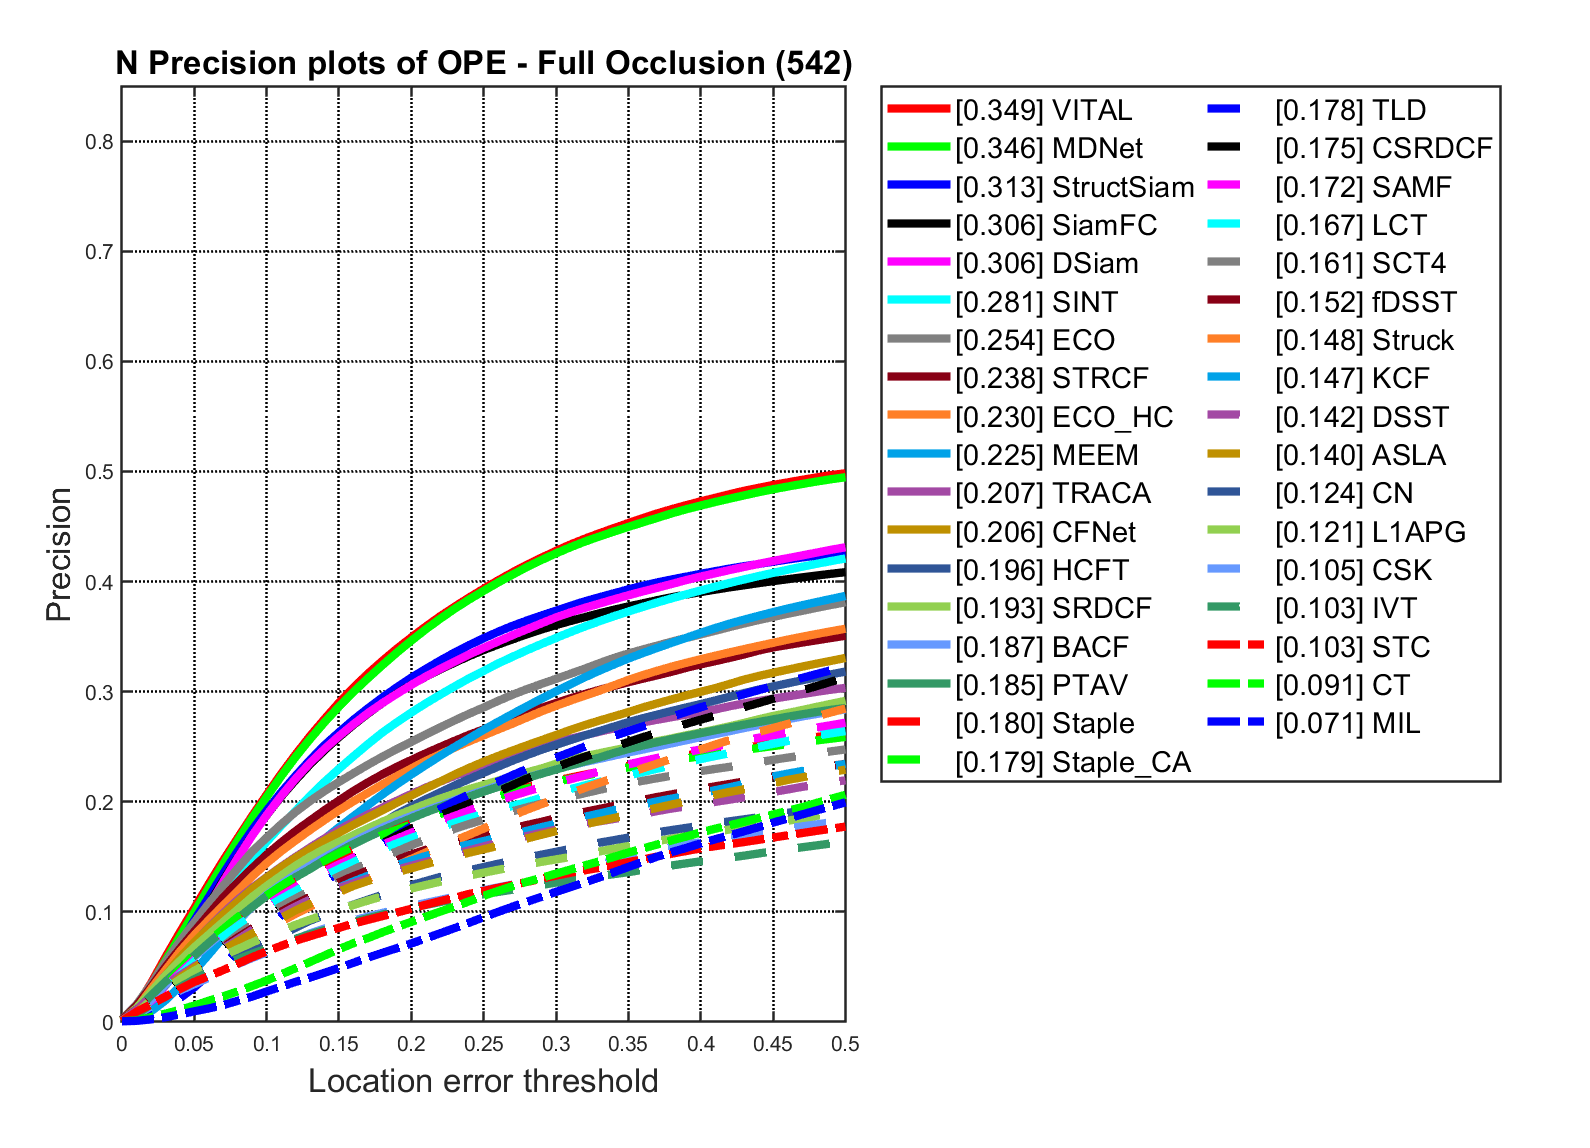 N Precision plots of OPE - Full Occlusion (542)
0.8
0.7
0.6
0.5
0.4
0.3
0.2
0.1
0
Precision
0 0.05 0.1 0.15 0.2 0.25 0.3 0.35 0.4 0.45 0.5
Location error threshold
[0.349] VITAL
[0.346] MDNet
[0.313] StructSiam
[0.306] SiamFC
[0.306] DSiam
[0.281] SINT
[0.254] ECO
[0.238] STRCF
[0.230] ECO_HC
[0.225] MEEM
[0.207] TRACA
[0.206] CFNet
[0.196] HCFT
[0.193] SRDCF
[0.187] BACF
[0.185] PTAV
[0.180] Staple
[0.179] Staple_CA
[0.178] TLD
[0.175] CSRDCF
[0.172] SAMF
[0.167] LCT
[0.161] SCT4
[0.152] fDSST
[0.148] Struck
[0.147] KCF
[0.142] DSST
[0.140] ASLA
[0.124] CN
[0.121] L1APG
[0.105] CSK
[0.103] IVT
[0.103] STC
[0.091] CT
[0.071] MIL